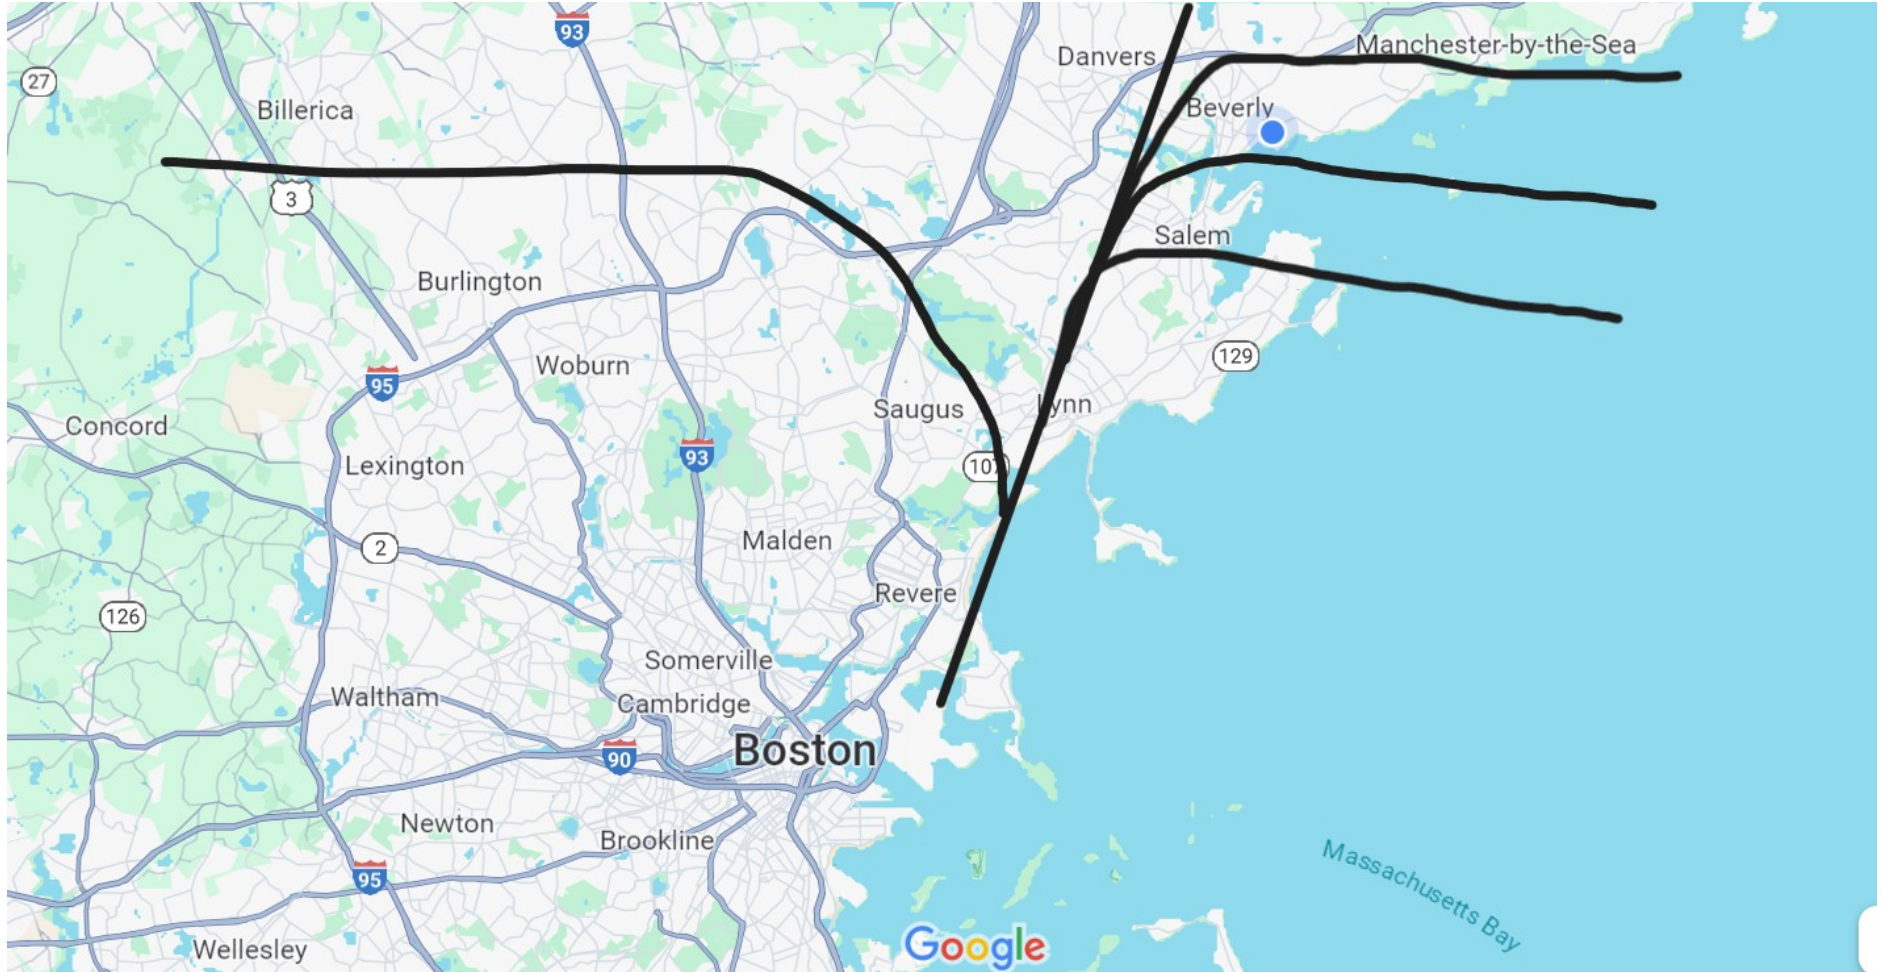 93
Danvers
Manchester-by-the-Sea
27
Billerica
Beverly
3
Salem
Burlington
129
Woburn
95
Saugus
Lynn
Concord
Lexington
93
107
2
Malden
126
Revere
Somerville
Waltham
Cambridge
Boston
90
Newton
Brookline
95
Massachusetts Bay
Wellesley
Google